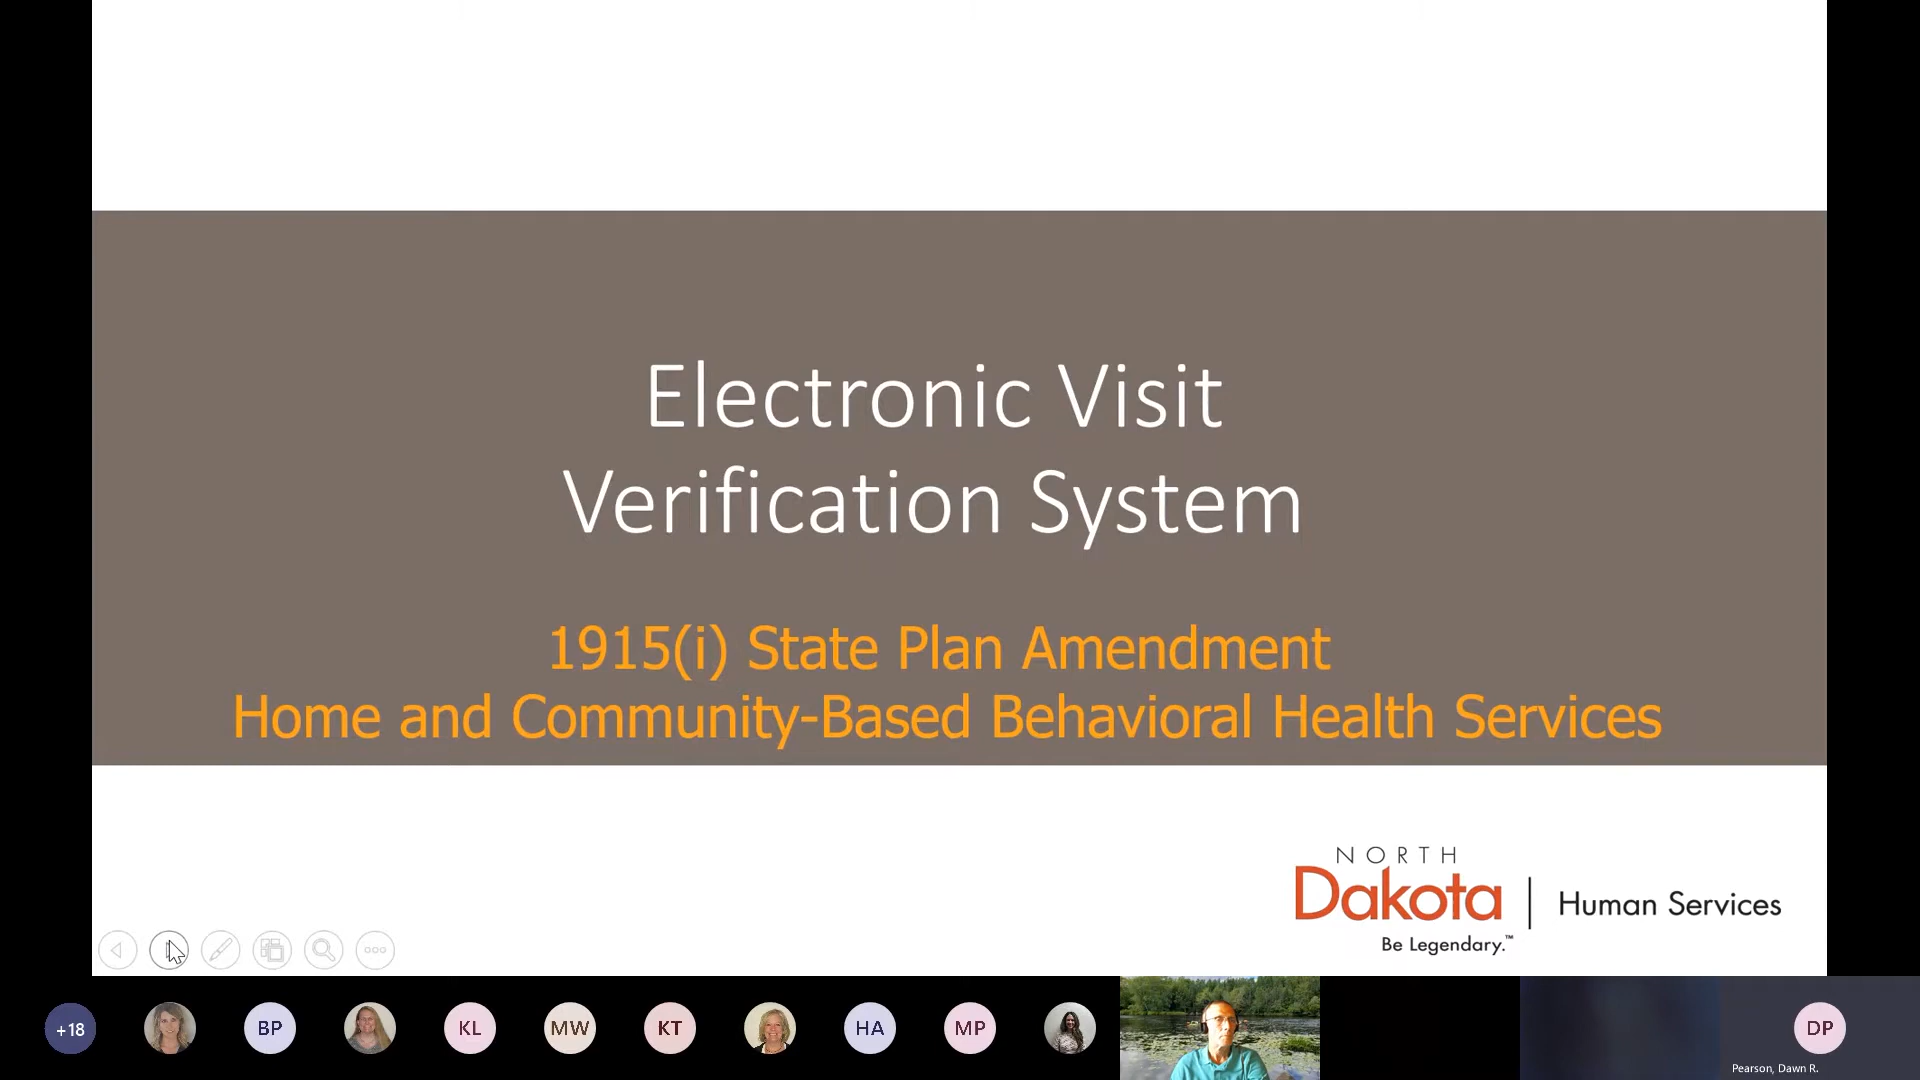 Electronic Visit
Verification System
1915(i) State Plan Amendment
Home and Community-Based Behavioral Health Services
NORTH
Dakota
Be Legendary.™
Human Services
+18
BP
KL
MW
KT
HA
MP
DP
Pearson, Dawn R.